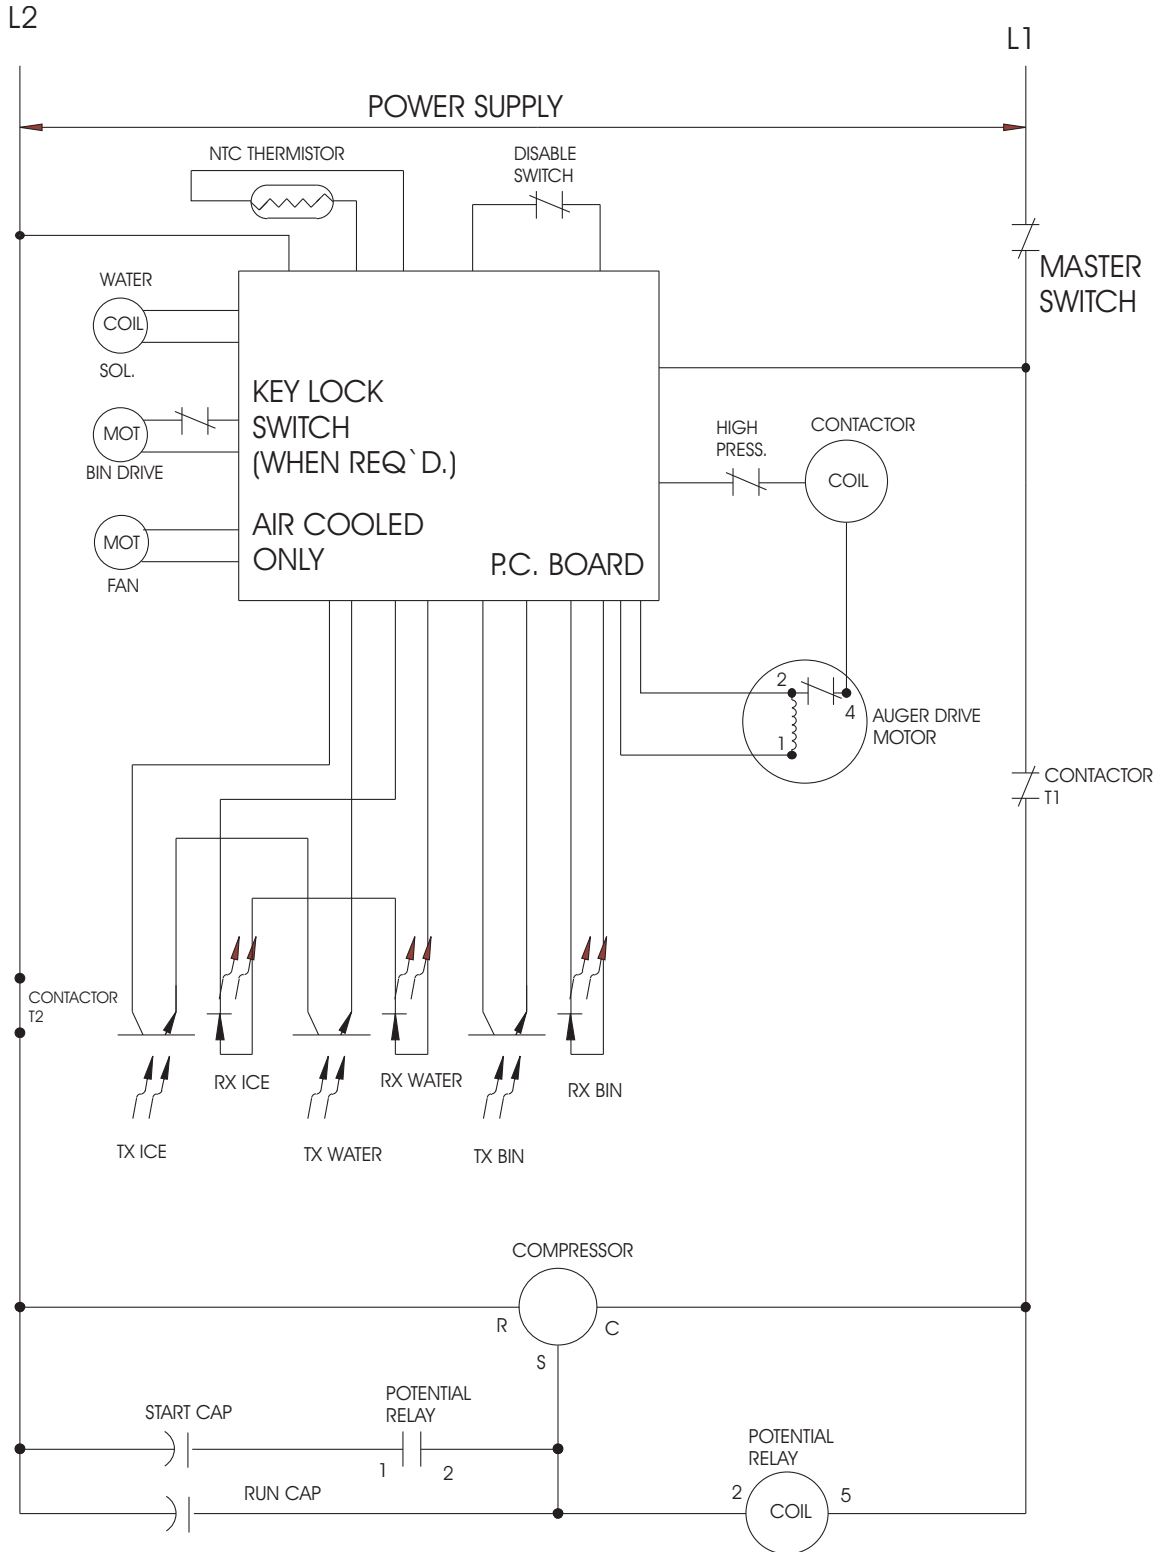 L2
L1
POWER SUPPLY
NTC THERMISTOR
DISABLE
SWITCH
MASTER
SWITCH
WATER
COIL
SOL.
KEY LOCK
SWITCH
(WHEN REQ`D.)
MOT
BIN DRIVE
HIGH
PRESS.
CONTACTOR
COIL
AIR COOLED
ONLY
MOT
FAN
P.C. BOARD
2
4
1
AUGER DRIVE
MOTOR
CONTACTOR
T1
CONTACTOR
T2
RX ICE
RX WATER
RX BIN
TX ICE
TX WATER
TX BIN
COMPRESSOR
R
C
S
START CAP
POTENTIAL
RELAY
1
2
RUN CAP
POTENTIAL
RELAY
2
COIL
5